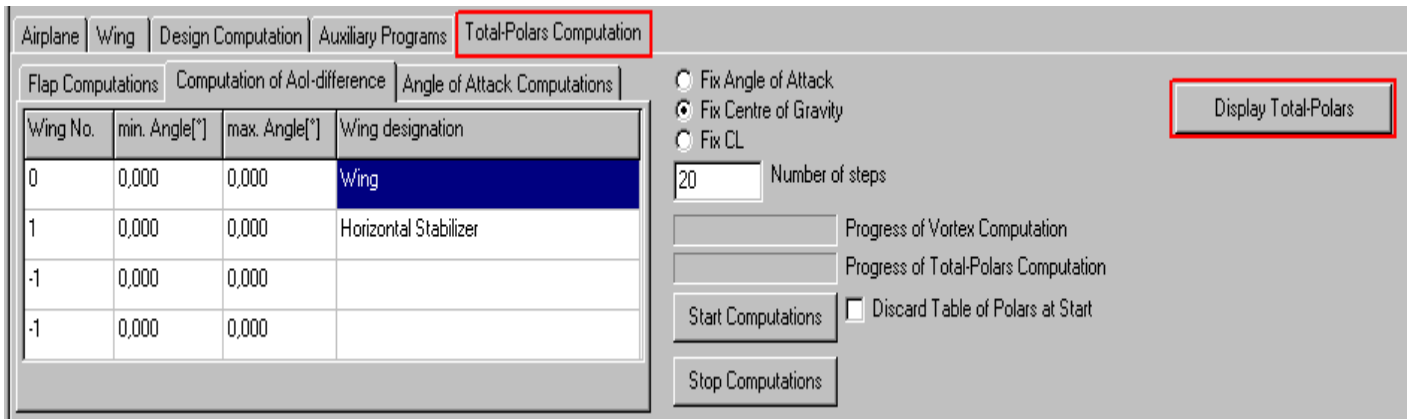 Airplane Wing Design Computation Auxiliary Programs Total-Polars Computation
Flap Computations Computation of AoI-difference Angle of Attack Computations
Wing No. min. Angle[°] max. Angle[°] Wing designation
0 0,000 0,000 Wing
1 0,000 0,000 Horizontal Stabilizer
-1 0,000 0,000
-1 0,000 0,000
Fix Angle of Attack
Fix Centre of Gravity
Fix CL
20 Number of steps
Progress of Vortex Computation
Progress of Total-Polars Computation
Start Computations Discard Table of Polars at Start
Stop Computations
Display Total-Polars